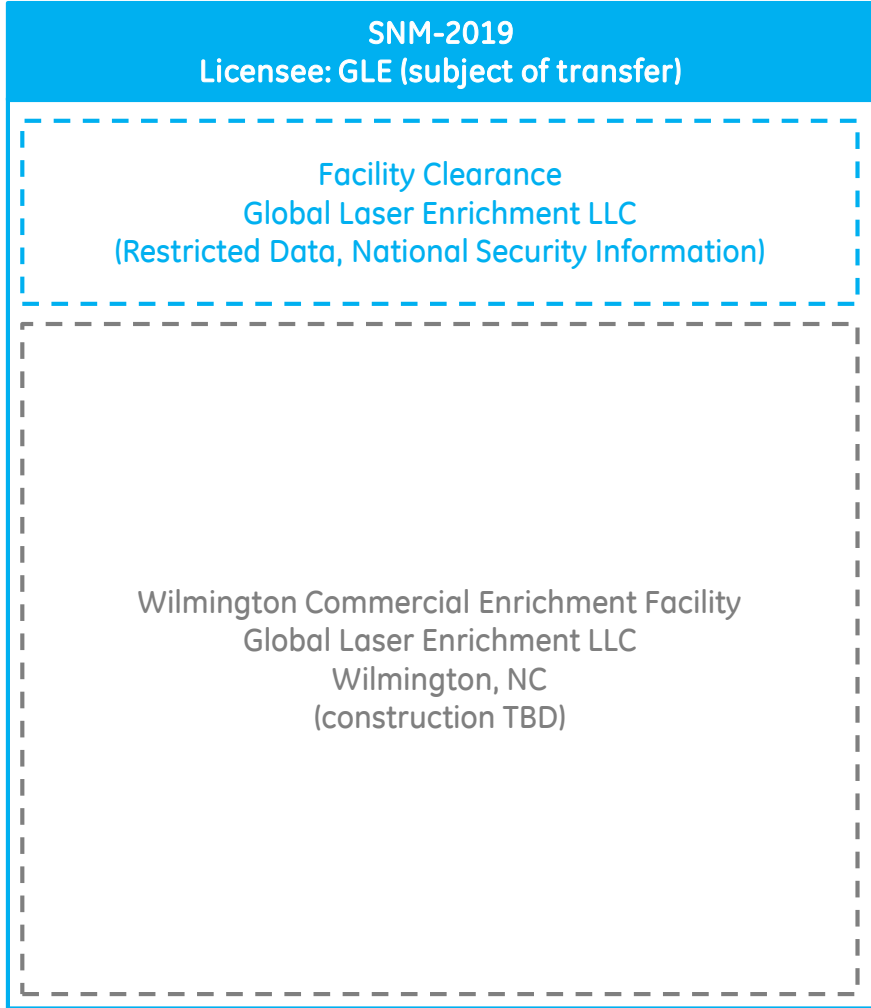 SNM-2019
Licensee: GLE (subject of transfer)
Facility Clearance
Global Laser Enrichment LLC
(Restricted Data, National Security Information)
Wilmington Commercial Enrichment Facility
Global Laser Enrichment LLC
Wilmington, NC
(construction TBD)